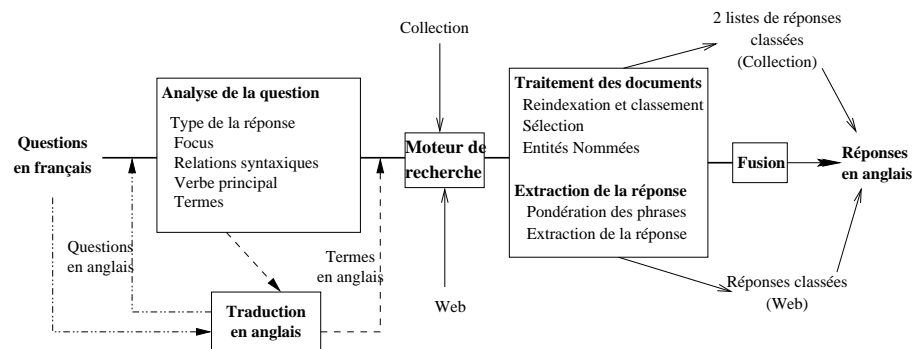 Collection
2 listes de réponses
classées
(Collection)
Analyse de la question
Type de la réponse
Focus
Relations syntaxiques
Verbe principal
Termes
Traitement des documents
Reindexation et classement
Sélection
Entités Nommées
Extraction de la réponse
Pondération des phrases
Extraction de la réponse
Questions
en français
Moteur de
recherche
Fusion
Réponses
en anglais
Questions
en anglais
Termes
en anglais
Traduction
en anglais
Web
Réponses classées
(Web)